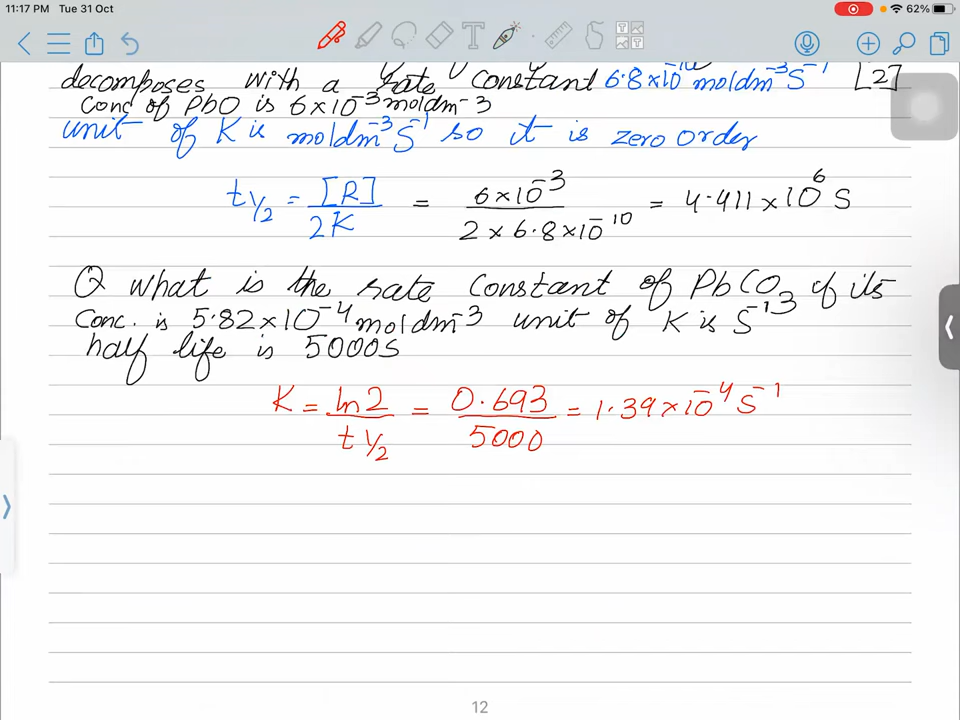 11:17 PM Tue 31 Oct
62%
decomposes with a rate constant 6.8×10⁻¹⁰ moldm⁻³S⁻¹ [2]
Conc of PbO is 6×10⁻³ moldm⁻3
unit of K is moldm⁻³S⁻¹ so it is zero order
t½ = [R]/2K = 6×10⁻³/2×6.8×10⁻¹⁰ = 4.411×10⁶ S
Q What is the rate constant of PbCO3 if its
Conc. is 5.82×10⁻4 moldm⁻3 unit of K is S⁻¹
half life is 5000S
K = ln2/t½ = 0.693/5000 = 1.39×10⁻⁴ S⁻¹
12